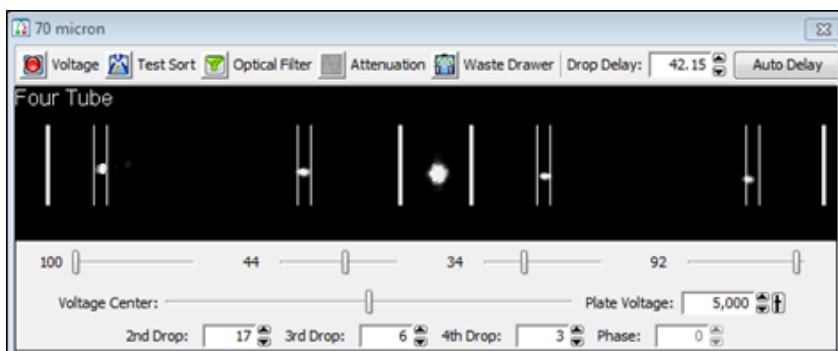 70 micron
Voltage Test Sort Optical Filter Attenuation Waste Drawer Drop Delay: 42.15 Auto Delay
Four Tube
100 44 34 92
Voltage Center: Plate Voltage: 5,000
2nd Drop: 17 3rd Drop: 6 4th Drop: 3 Phase: 0